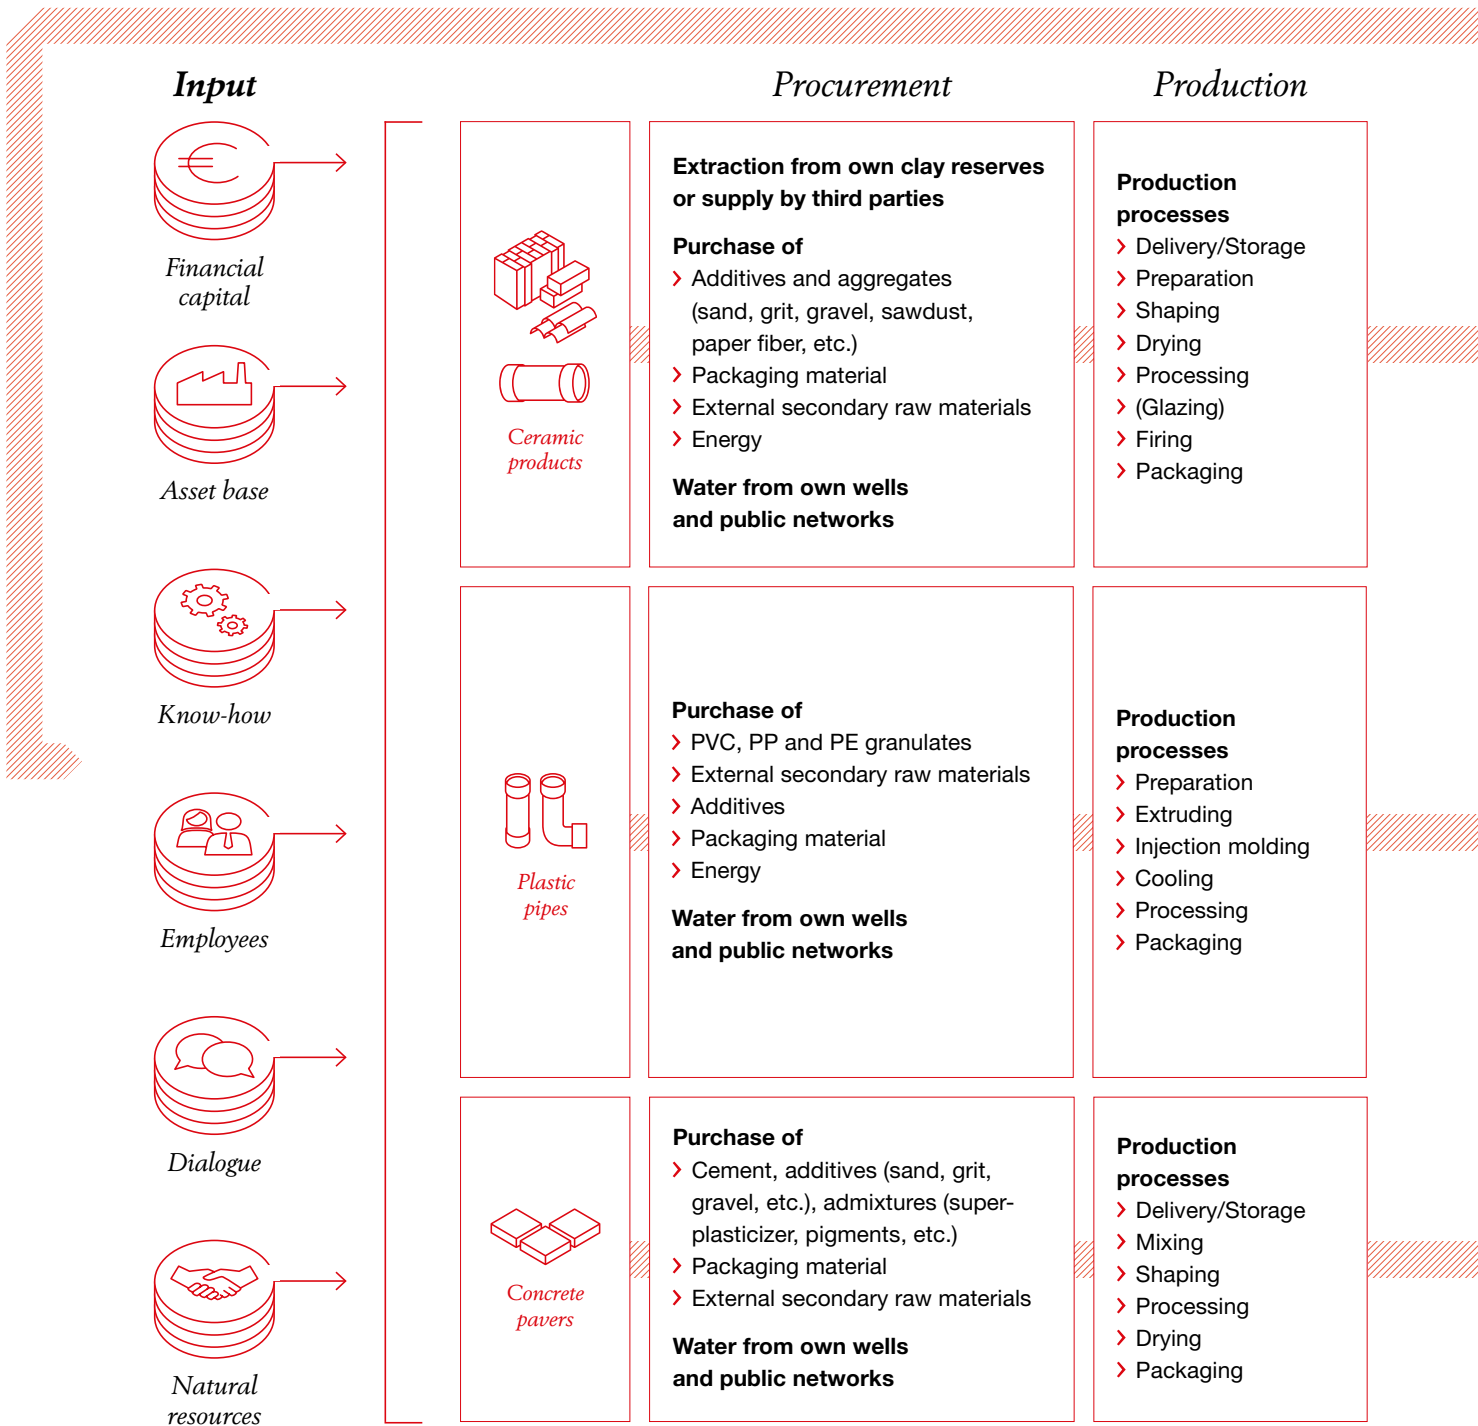 Input
Procurement
Production
Financial
capital
Asset base
Know-how
Employees
Dialogue
Natural
resources
Ceramic
products
Extraction from own clay reserves
or supply by third parties
Purchase of
› Additives and aggregates
(sand, grit, gravel, sawdust,
paper fiber, etc.)
› Packaging material
› External secondary raw materials
› Energy
Water from own wells
and public networks
Production
processes
› Delivery/Storage
› Preparation
› Shaping
› Drying
› Processing
› (Glazing)
› Firing
› Packaging
Plastic
pipes
Purchase of
› PVC, PP and PE granulates
› External secondary raw materials
› Additives
› Packaging material
› Energy
Water from own wells
and public networks
Production
processes
› Preparation
› Extruding
› Injection molding
› Cooling
› Processing
› Packaging
Concrete
pavers
Purchase of
› Cement, additives (sand, grit,
gravel, etc.), admixtures (super-
plasticizer, pigments, etc.)
› Packaging material
› External secondary raw materials
Water from own wells
and public networks
Production
processes
› Delivery/Storage
› Mixing
› Shaping
› Processing
› Drying
› Packaging